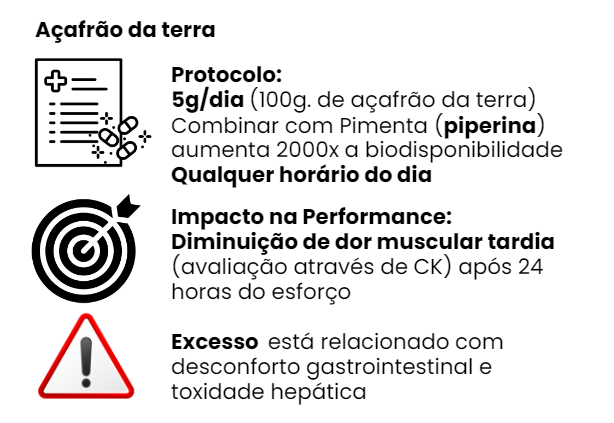 Açafrão da terra
Protocolo:
5g/dia (100g. de açafrão da terra)
Combinar com Pimenta (piperina)
aumenta 2000x a biodisponibilidade
Qualquer horário do dia
Impacto na Performance:
Diminuição de dor muscular tardia
(avaliação através de CK) após 24
horas do esforço
Excesso está relacionado com
desconforto gastrointestinal e
toxidade hepática